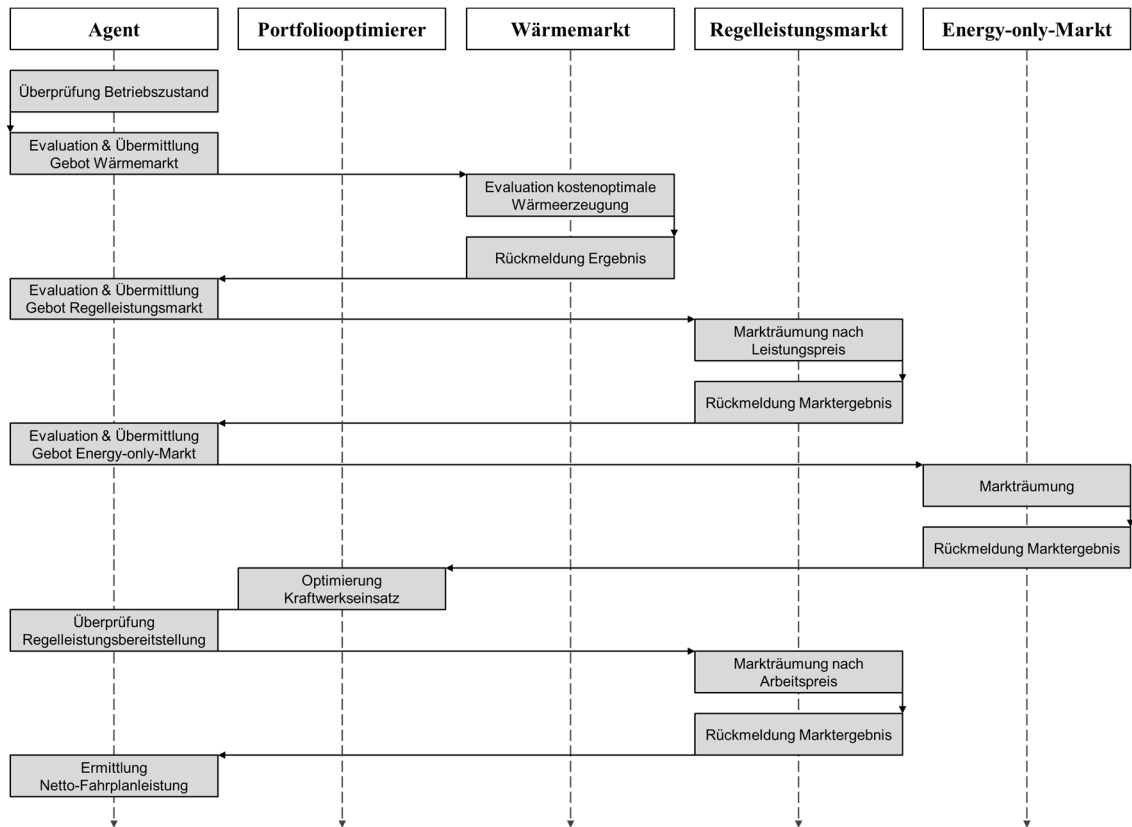 Agent
Portfoliooptimierer
Wärmemarkt
Regelleistungsmarkt
Energy-only-Markt
Überprüfung Betriebszustand
Evaluation & Übermittlung
Gebot Wärmemarkt
Evaluation kostenoptimale
Wärmeerzeugung
Rückmeldung Ergebnis
Evaluation & Übermittlung
Gebot Regelleistungsmarkt
Markträumung nach
Leistungspreis
Rückmeldung Marktergebnis
Evaluation & Übermittlung
Gebot Energy-only-Markt
Markträumung
Rückmeldung Marktergebnis
Optimierung
Kraftwerkseinsatz
Überprüfung
Regelleistungsbereitstellung
Markträumung nach
Arbeitspreis
Rückmeldung Marktergebnis
Ermittlung
Netto-Fahrplanleistung